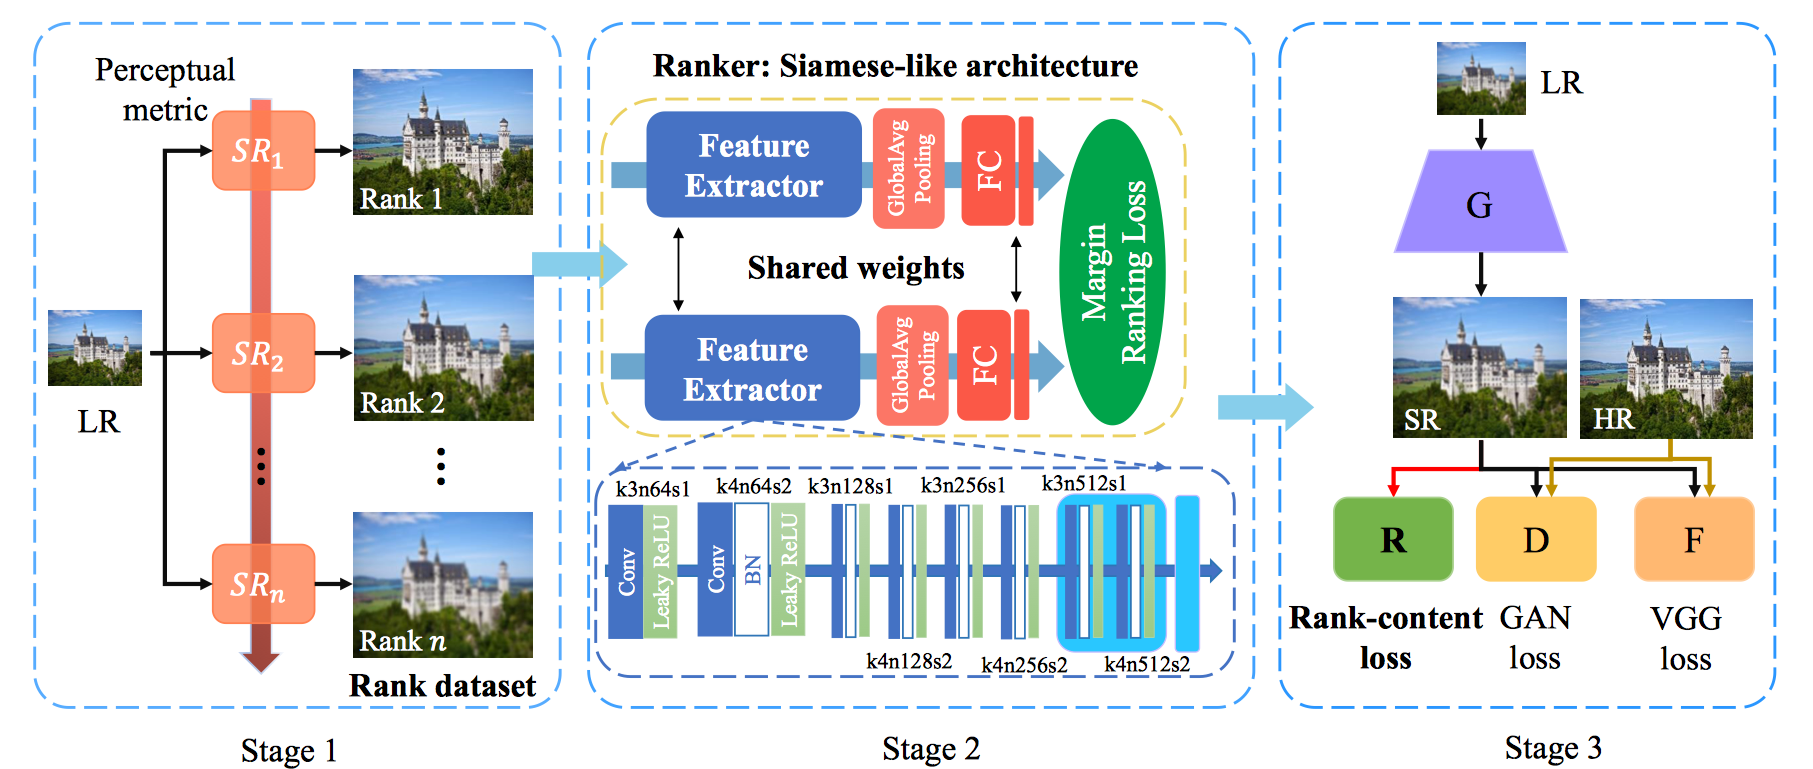 Perceptual
metric
SR1
Rank 1
SR2
Rank 2
LR
SRn
Rank n
Rank dataset
Stage 1
Ranker: Siamese-like architecture
Feature
Extractor
GlobalAvg
Pooling
FC
Shared weights
Feature
Extractor
GlobalAvg
Pooling
FC
Margin
Ranking Loss
k3n64s1
k4n64s2
k3n128s1
k3n256s1
k3n512s1
Conv
Leaky ReLU
Conv
BN
Leaky ReLU
k4n128s2
k4n256s2
k4n512s2
Stage 2
LR
G
SR
HR
R
D
F
Rank-content
loss
GAN
loss
VGG
loss
Stage 3